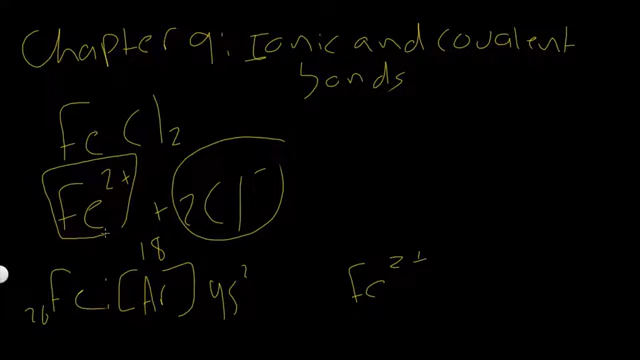 Chapter 9: Ionic and covalent
bonds
FeCl₂
Fe²⁺ + 2Cl⁻
18
₂₆Fe: [Ar] 4s² Fe²⁺